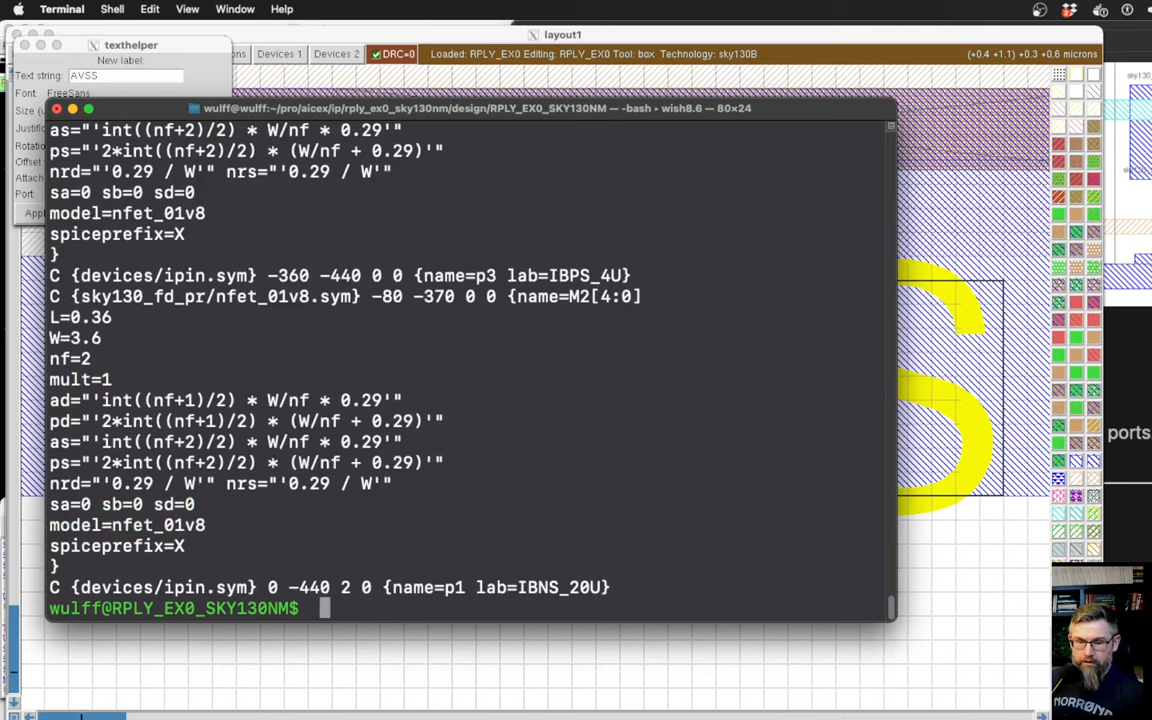 Terminal Shell Edit View Window Help
layout1
texthelper
Devices 1 Devices 2 DRC=0 Loaded: RPLY_EX0 Editing: RPLY_EX0 Tool: box Technology: sky130B (+0.4 +1.1) +0.3 +0.6 microns
New label:
Text string: AVSS
Font: FreeSans
wulff@wulff:~/pro/aicex/ip/rply_ex0_sky130nm/design/RPLY_EX0_SKY130NM — -bash • wish8.6 — 80×24
as="'int((nf+2)/2) * W/nf * 0.29'"
ps="'2*int((nf+2)/2) * (W/nf + 0.29)'"
nrd="'0.29 / W'" nrs="'0.29 / W'"
sa=0 sb=0 sd=0
model=nfet_01v8
spiceprefix=X
}
C {devices/ipin.sym} -360 -440 0 0 {name=p3 lab=IBPS_4U}
C {sky130_fd_pr/nfet_01v8.sym} -80 -370 0 0 {name=M2[4:0]
L=0.36
W=3.6
nf=2
mult=1
ad="'int((nf+1)/2) * W/nf * 0.29'"
pd="'2*int((nf+1)/2) * (W/nf + 0.29)'"
as="'int((nf+2)/2) * W/nf * 0.29'"
ps="'2*int((nf+2)/2) * (W/nf + 0.29)'"
nrd="'0.29 / W'" nrs="'0.29 / W'"
sa=0 sb=0 sd=0
model=nfet_01v8
spiceprefix=X
}
C {devices/ipin.sym} 0 -440 2 0 {name=p1 lab=IBNS_20U}
wulff@RPLY_EX0_SKY130NM$
ports